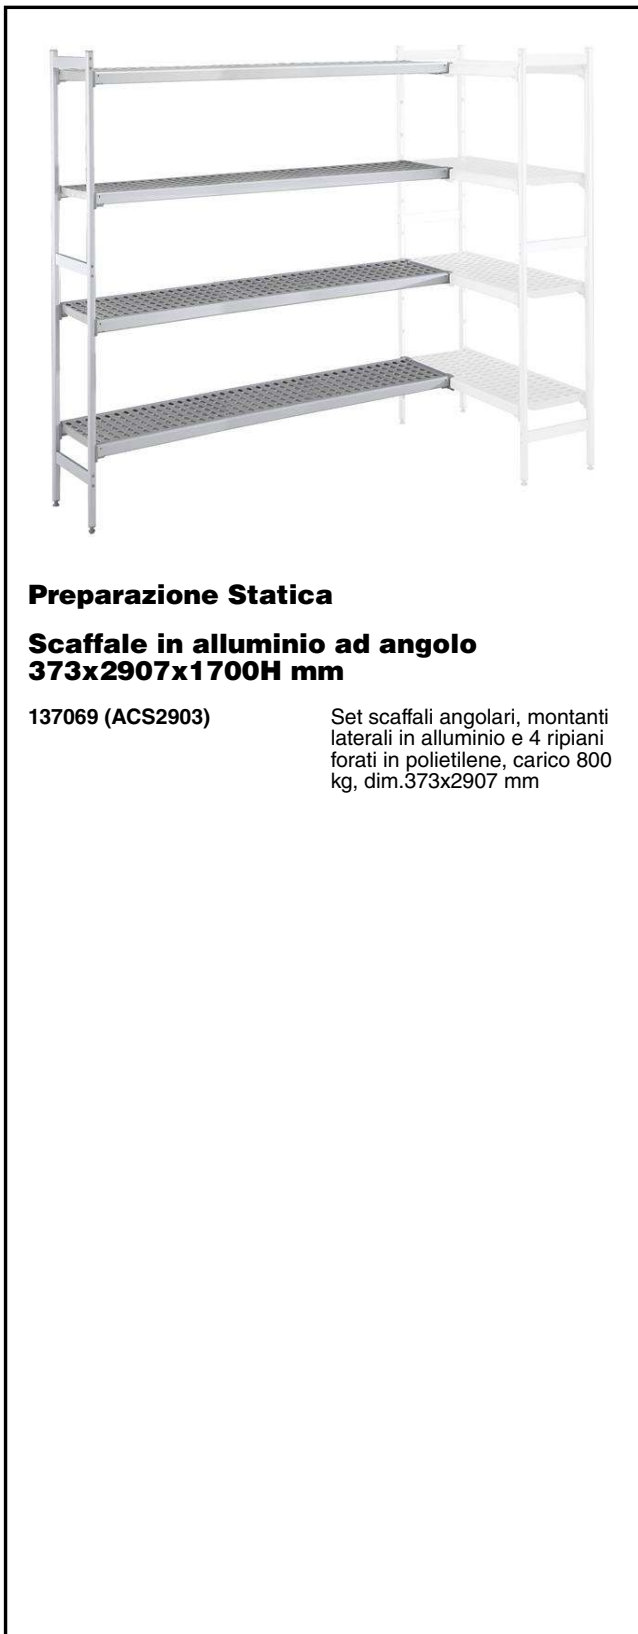 Preparazione Statica
Scaffale in alluminio ad angolo
373x2907x1700H mm
137069 (ACS2903)
Set scaffali angolari, montanti
laterali in alluminio e 4 ripiani
forati in polietilene, carico 800
kg, dim.373x2907 mm